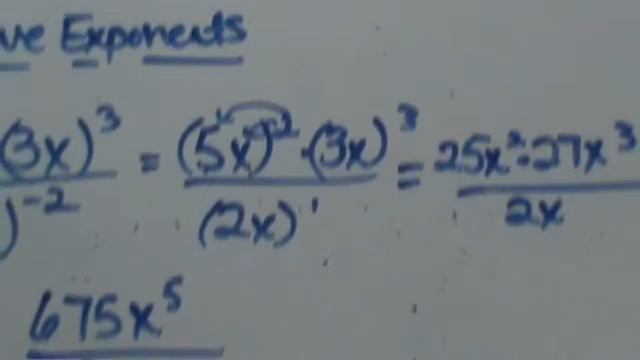 ve Exponents
(3x)³ / )⁻² = (5x)² · (3x)³ / (2x)¹ = 25x² · 27x³ / 2x
675x⁵